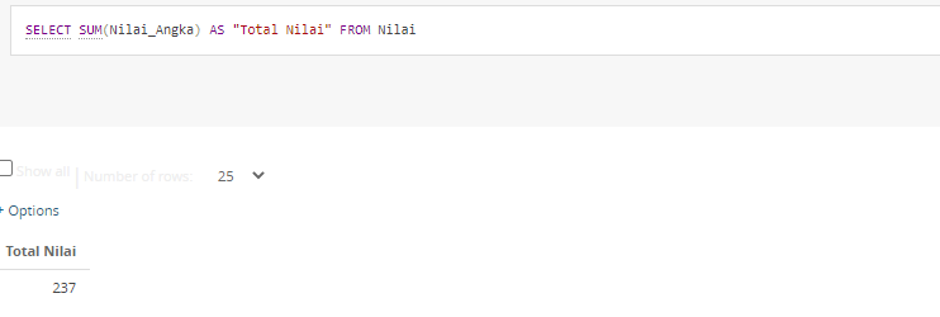 SELECT SUM(Nilai_Angka) AS "Total Nilai" FROM Nilai
Show all | Number of rows: 25
+ Options
Total Nilai
237